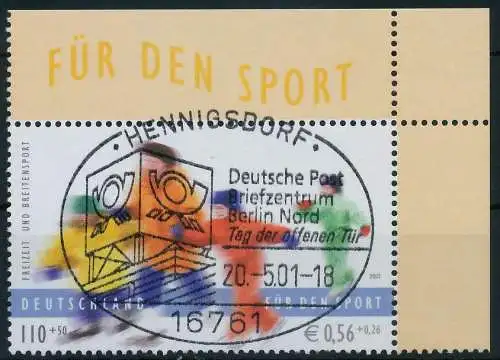 FÜR DEN SPORT
· HENNIGSDORF ·
Deutsche Post
Briefzentrum
Berlin Nord
Tag der offenen Tür
20.-5.01-18
16761
FREIZEIT UND BREITENSPORT
2001
DEUTSCHLAND
FÜR DEN SPORT
110+50
€ 0,56+0,26